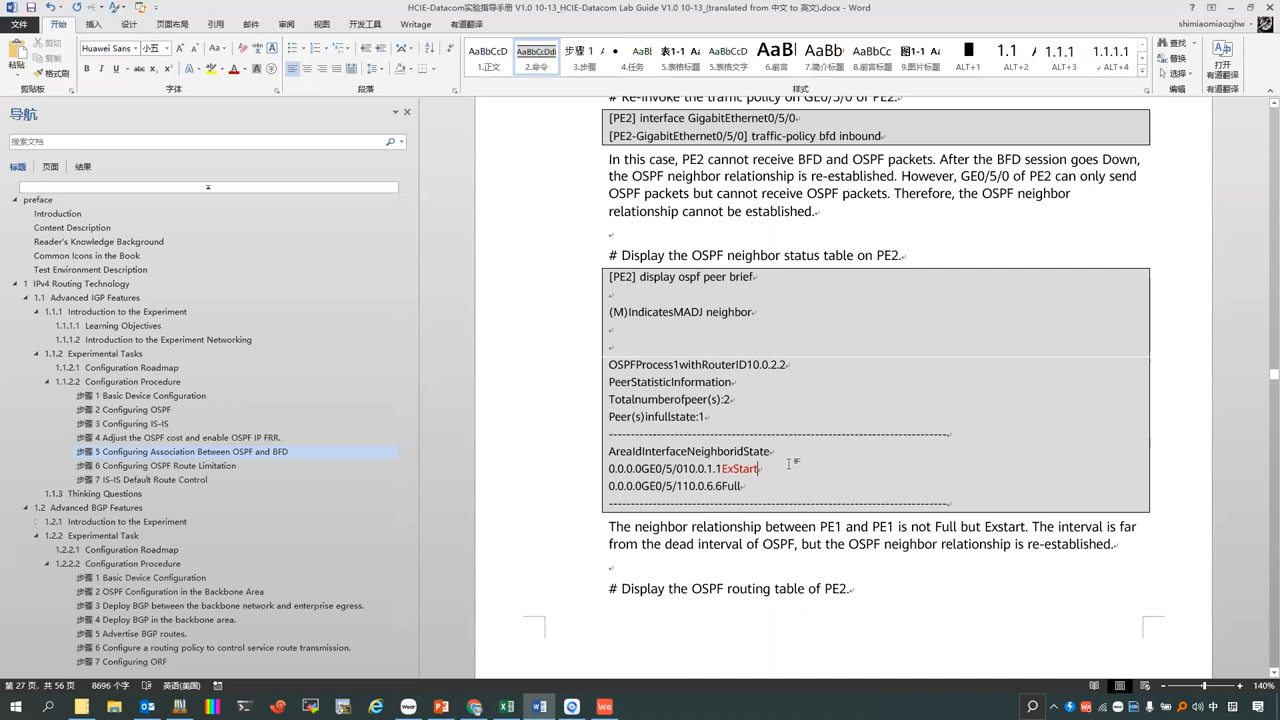 HCIE-Datacom实验指导手册 V1.0 10-13_HCIE-Datacom Lab Guide V1.0 10-13_(translated from 中文 to 英文).docx - Word
文件 开始 插入 设计 页面布局 引用 邮件 审阅 视图 开发工具 Writage 有道翻译 shimiaomiaozjhw
粘贴 剪切 复制 格式刷 Huawei Sans 小五
AaBbCcD AaBbCcDdi 步骤 1 AaBb 表1-1 5.AaBbCcD AaBb AaBb AaBbCc 图1-1 1.1 1.1.1 1.1.1.1
1.正文 2.命令 3.步骤 4.任务 5.表格标题 5.表格文字 6.前言 7.简介标题 8.前言标题 9.图片标题 ALT+1 ALT+2 ALT+3 ALT+4
查找 替换 选择 打开 有道翻译
剪贴板 字体 段落 样式 编辑 有道翻译
导航
搜索文档
标题 页面 结果
preface
Introduction
Content Description
Reader's Knowledge Background
Common Icons in the Book
Test Environment Description
1 IPv4 Routing Technology
1.1 Advanced IGP Features
1.1.1 Introduction to the Experiment
1.1.1.1 Learning Objectives
1.1.1.2 Introduction to the Experiment Networking
1.1.2 Experimental Tasks
1.1.2.1 Configuration Roadmap
1.1.2.2 Configuration Procedure
步骤 1 Basic Device Configuration
步骤 2 Configuring OSPF
步骤 3 Configuring IS-IS
步骤 4 Adjust the OSPF cost and enable OSPF IP FRR.
步骤 5 Configuring Association Between OSPF and BFD
步骤 6 Configuring OSPF Route Limitation
步骤 7 IS-IS Default Route Control
1.1.3 Thinking Questions
1.2 Advanced BGP Features
1.2.1 Introduction to the Experiment
1.2.2 Experimental Task
1.2.2.1 Configuration Roadmap
1.2.2.2 Configuration Procedure
步骤 1 Basic Device Configuration
步骤 2 OSPF Configuration in the Backbone Area
步骤 3 Deploy BGP between the backbone network and enterprise egress.
步骤 4 Deploy BGP in the backbone area.
步骤 5 Advertise BGP routes.
步骤 6 Configure a routing policy to control service route transmission.
步骤 7 Configuring ORF
# Re-invoke the traffic policy on GE0/5/0 of PE2.
[PE2] interface GigabitEthernet0/5/0
[PE2-GigabitEthernet0/5/0] traffic-policy bfd inbound
In this case, PE2 cannot receive BFD and OSPF packets. After the BFD session goes Down,
the OSPF neighbor relationship is re-established. However, GE0/5/0 of PE2 can only send
OSPF packets but cannot receive OSPF packets. Therefore, the OSPF neighbor
relationship cannot be established.
# Display the OSPF neighbor status table on PE2.
[PE2] display ospf peer brief
(M)IndicatesMADJ neighbor
OSPFProcess1withRouterID10.0.2.2
PeerStatisticInformation
Totalnumberofpeer(s):2
Peer(s)infullstate:1
-------------------------------------------------------------------------------
AreaIdInterfaceNeighboridState
0.0.0.0GE0/5/010.0.1.1ExStart
0.0.0.0GE0/5/110.0.6.6Full
-------------------------------------------------------------------------------
The neighbor relationship between PE1 and PE1 is not Full but Exstart. The interval is far
from the dead interval of OSPF, but the OSPF neighbor relationship is re-established.
# Display the OSPF routing table of PE2.
第 27 页，共 56 页 8696 个字 英语(美国) 140%